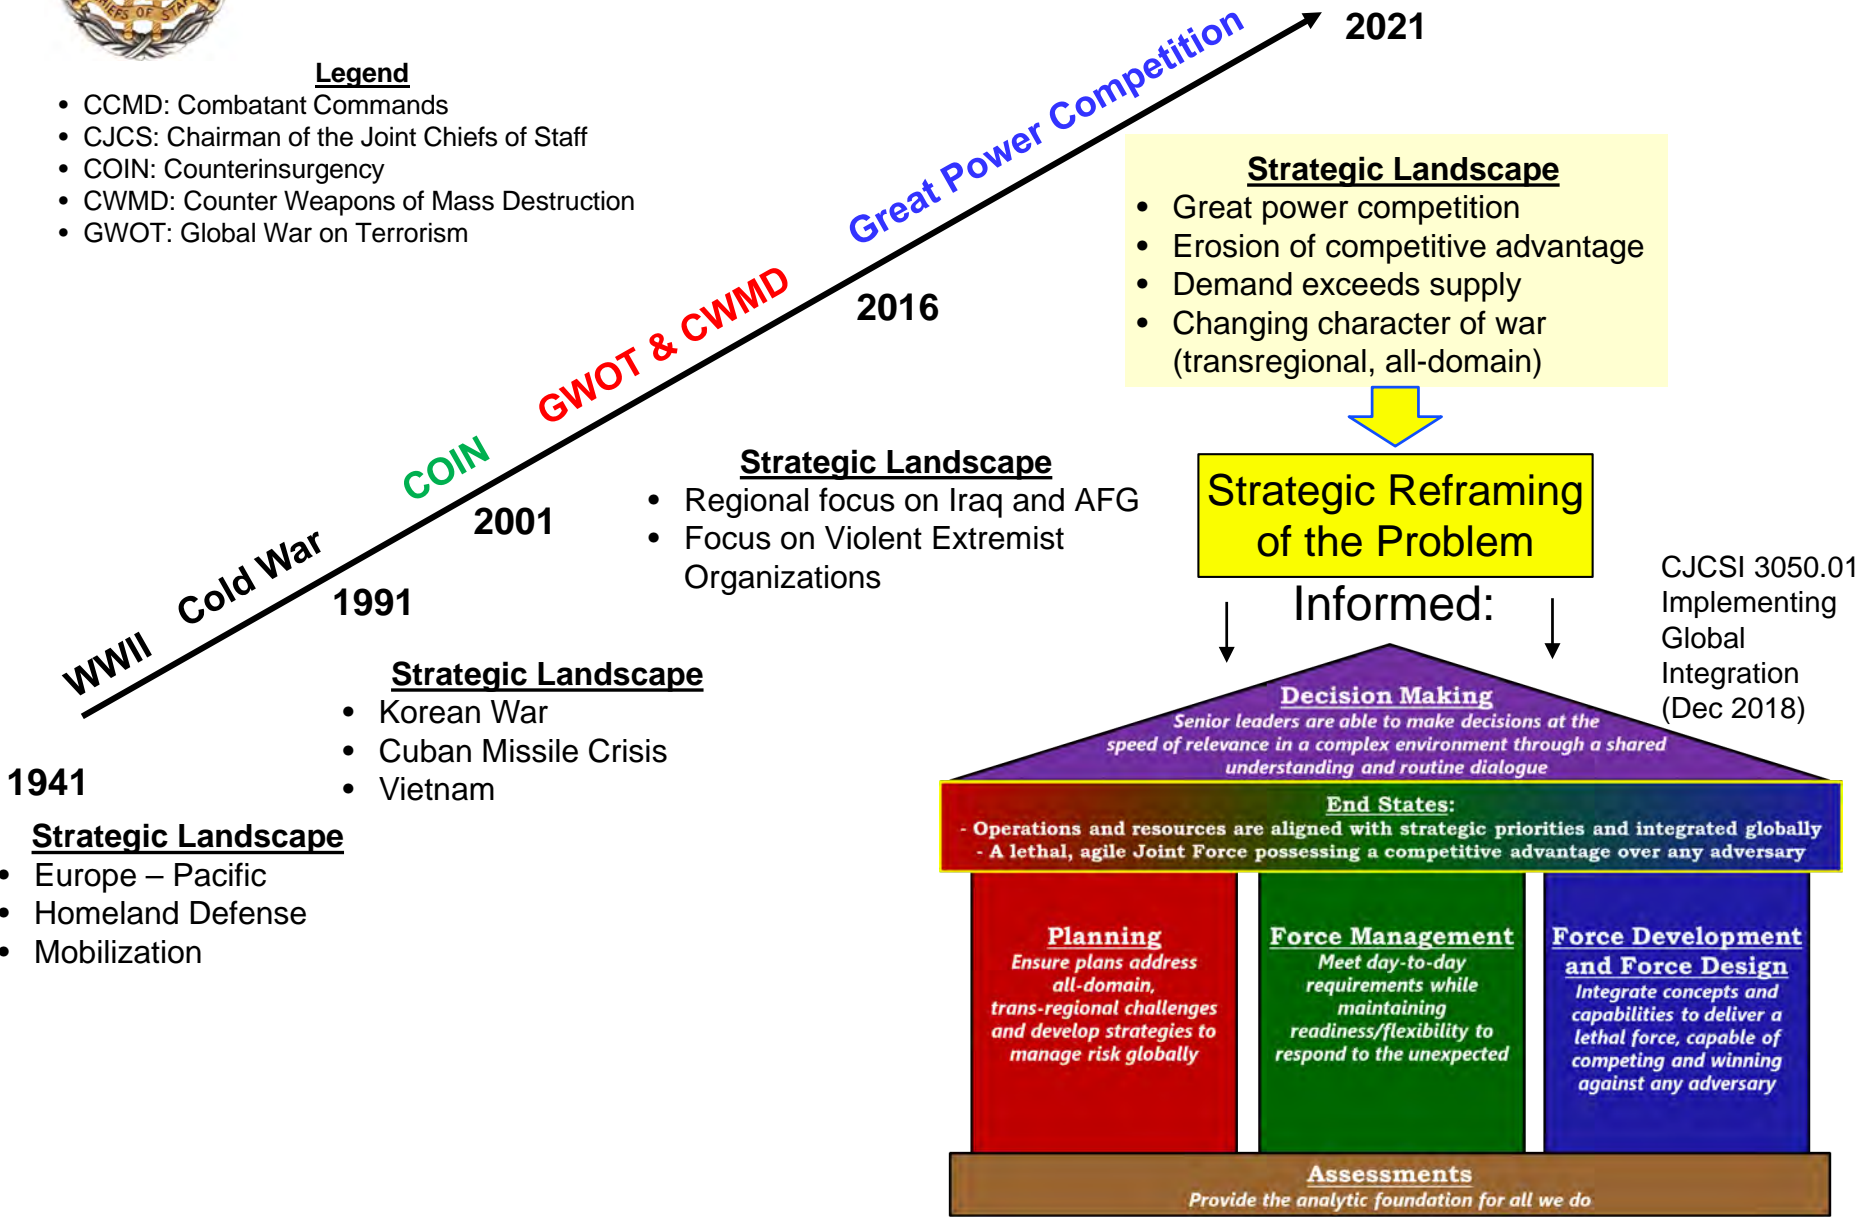 CHIEFS OF STAFF
Legend
• CCMD: Combatant Commands
• CJCS: Chairman of the Joint Chiefs of Staff
• COIN: Counterinsurgency
• CWMD: Counter Weapons of Mass Destruction
• GWOT: Global War on Terrorism
WWII
Cold War
COIN
GWOT & CWMD
Great Power Competition
1941
1991
2001
2016
2021
Strategic Landscape
• Europe – Pacific
• Homeland Defense
• Mobilization
Strategic Landscape
• Korean War
• Cuban Missile Crisis
• Vietnam
Strategic Landscape
• Regional focus on Iraq and AFG
• Focus on Violent Extremist
Organizations
Strategic Landscape
• Great power competition
• Erosion of competitive advantage
• Demand exceeds supply
• Changing character of war
(transregional, all-domain)
Strategic Reframing
of the Problem
Informed:
CJCSI 3050.01
Implementing
Global
Integration
(Dec 2018)
Decision Making
Senior leaders are able to make decisions at the
speed of relevance in a complex environment through a shared
understanding and routine dialogue
End States:
- Operations and resources are aligned with strategic priorities and integrated globally
- A lethal, agile Joint Force possessing a competitive advantage over any adversary
Planning
Ensure plans address
all-domain,
trans-regional challenges
and develop strategies to
manage risk globally
Force Management
Meet day-to-day
requirements while
maintaining
readiness/flexibility to
respond to the unexpected
Force Development
and Force Design
Integrate concepts and
capabilities to deliver a
lethal force, capable of
competing and winning
against any adversary
Assessments
Provide the analytic foundation for all we do